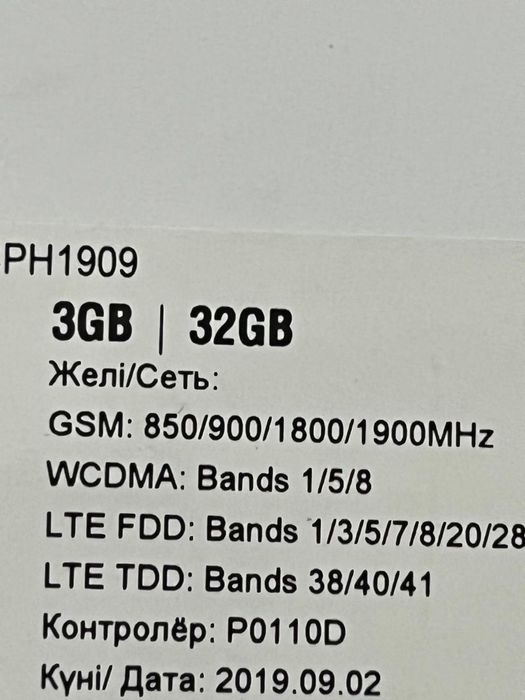 PH1909
3GB | 32GB
Желі/Сеть:
GSM: 850/900/1800/1900MHz
WCDMA: Bands 1/5/8
LTE FDD: Bands 1/3/5/7/8/20/28
LTE TDD: Bands 38/40/41
Контролёр: P0110D
Күні/ Дата: 2019.09.02